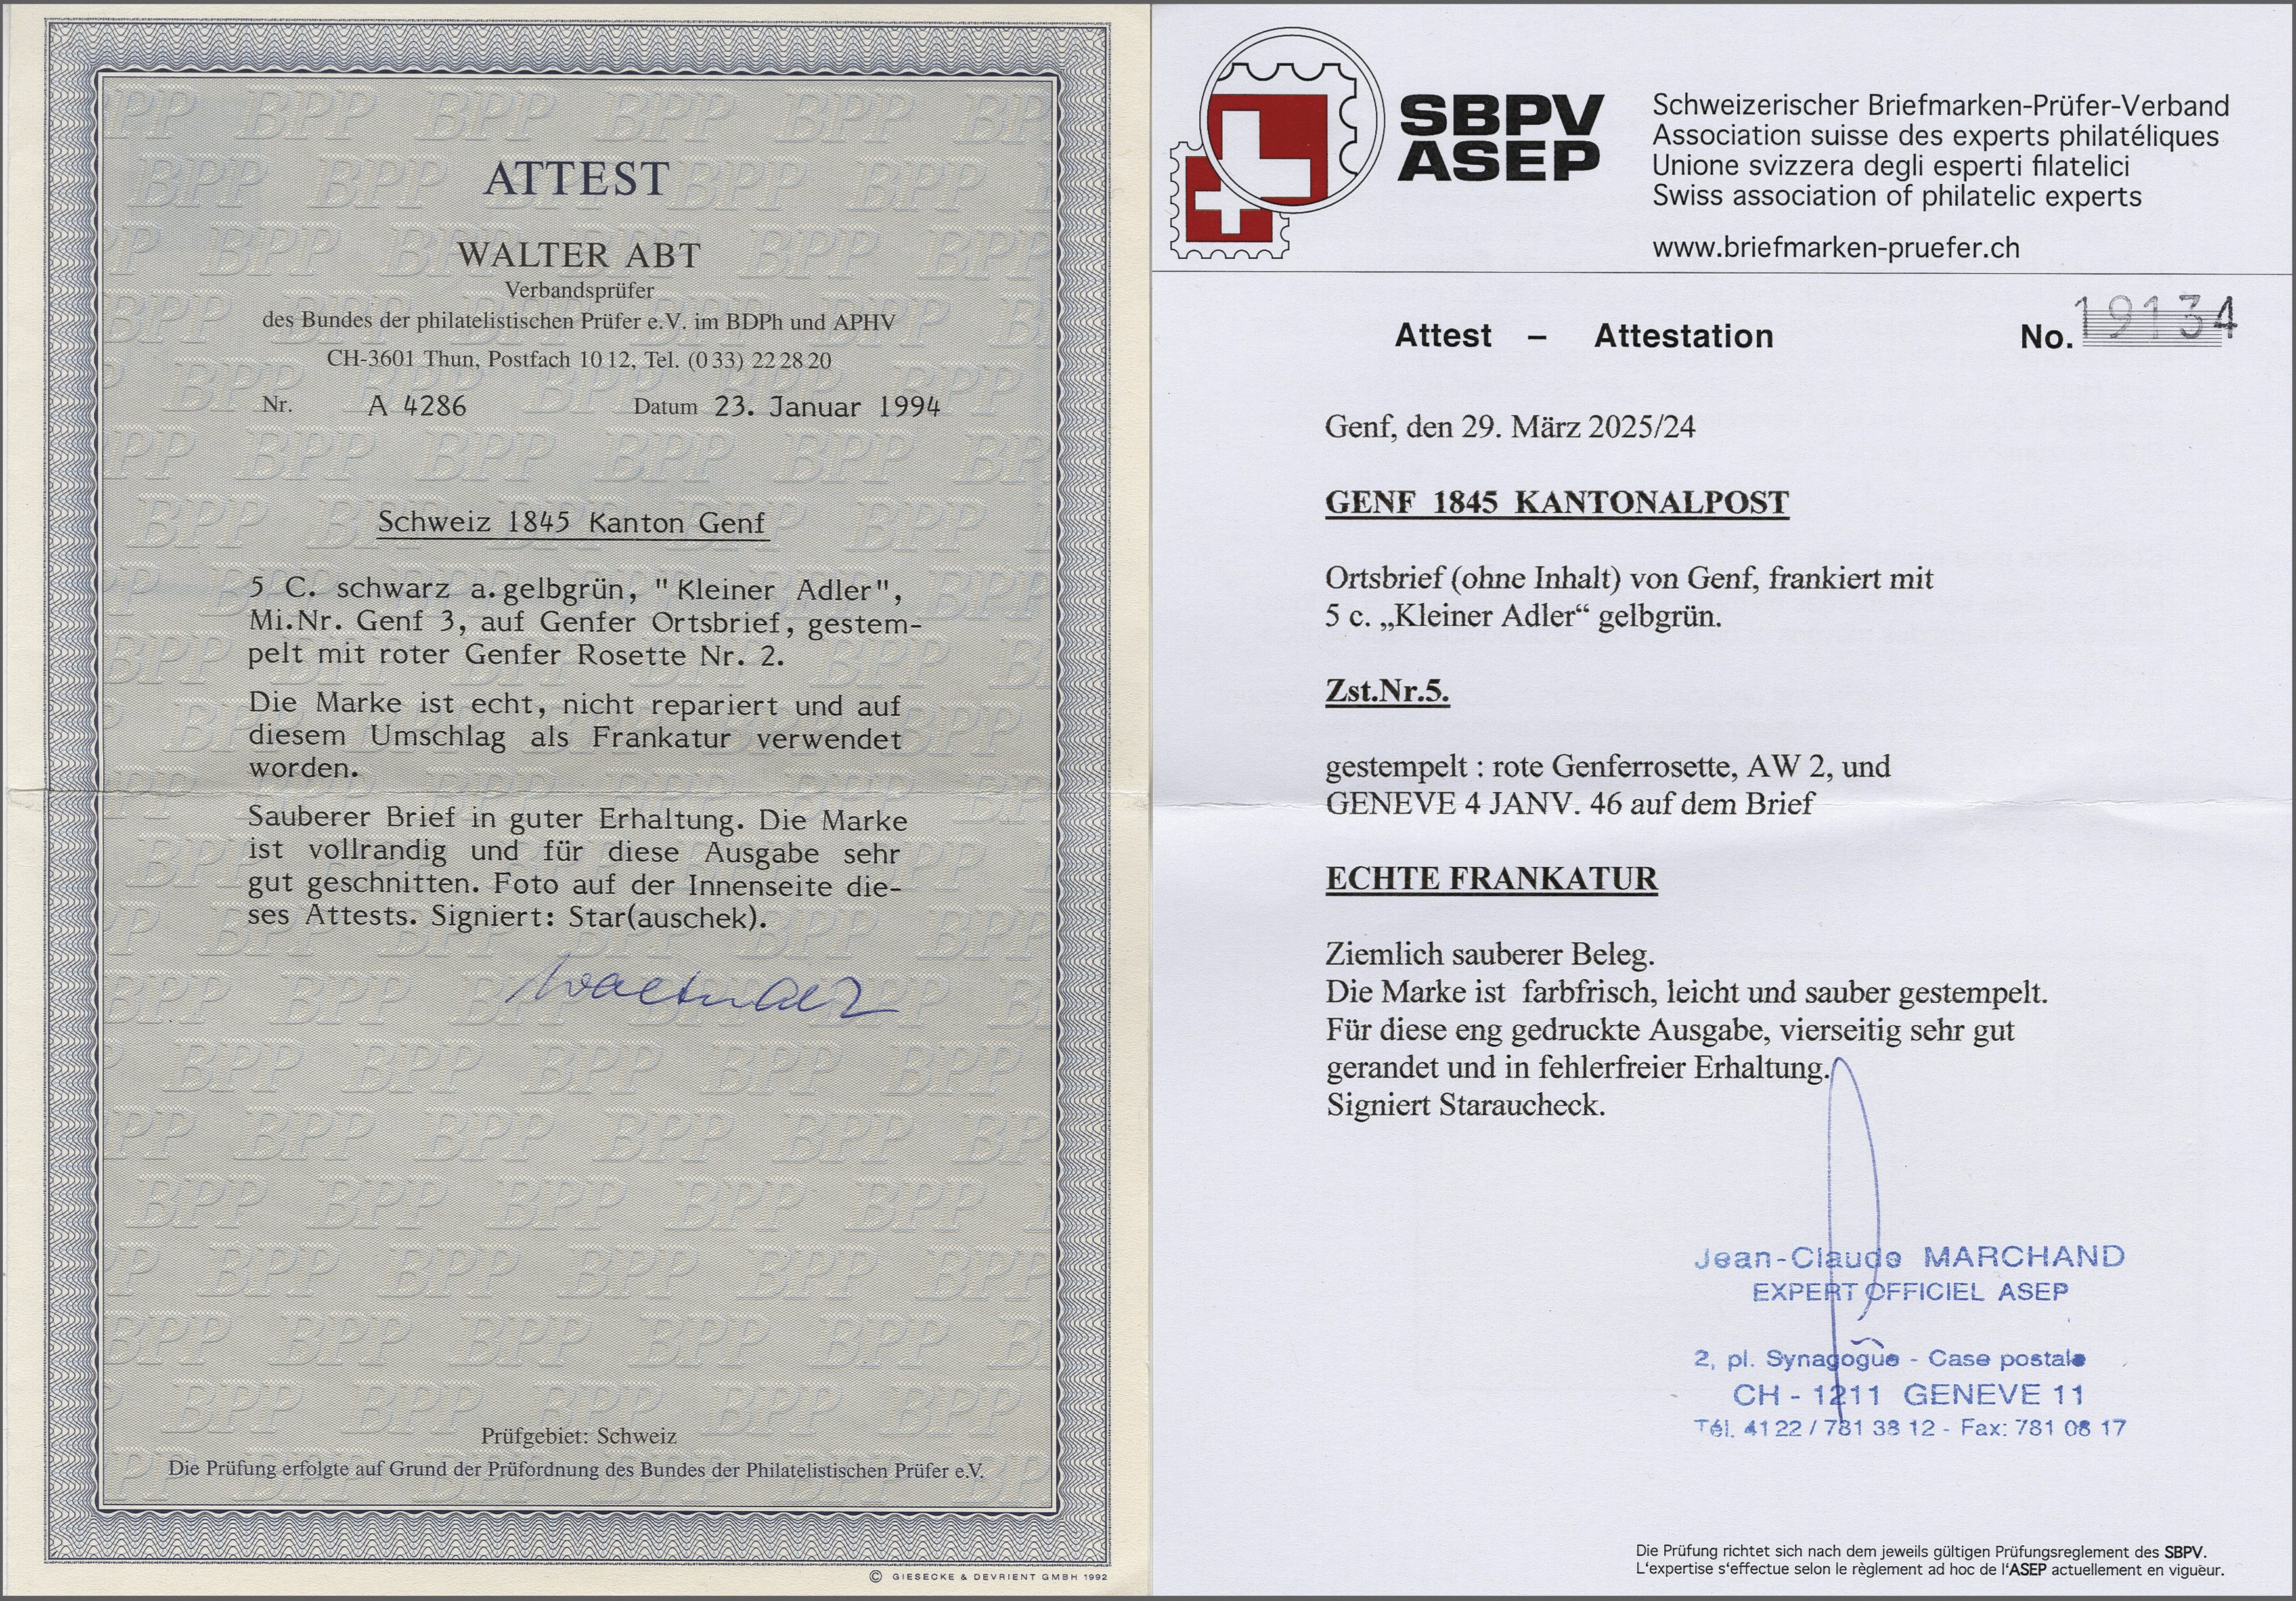 ATTEST
WALTER ABT
Verbandsprüfer
des Bundes der philatelistischen Prüfer e.V. im BDPh und APHV
CH-3601 Thun, Postfach 10 12, Tel. (0 33) 22 28 20
Nr. A 4286 Datum 23. Januar 1994
Schweiz 1845 Kanton Genf
5 C. schwarz a. gelbgrün, "Kleiner Adler",
Mi.Nr. Genf 3, auf Genfer Ortsbrief, gestem-
pelt mit roter Genfer Rosette Nr. 2.
Die Marke ist echt, nicht repariert und auf
diesem Umschlag als Frankatur verwendet
worden.
Sauberer Brief in guter Erhaltung. Die Marke
ist vollrandig und für diese Ausgabe sehr
gut geschnitten. Foto auf der Innenseite die-
ses Attests. Signiert: Star(auschek).
Prüfgebiet: Schweiz
Die Prüfung erfolgte auf Grund der Prüfordnung des Bundes der Philatelistischen Prüfer e.V.
© GIESECKE & DEVRIENT GMBH 1992
SBPV
ASEP
Schweizerischer Briefmarken-Prüfer-Verband
Association suisse des experts philatéliques
Unione svizzera degli esperti filatelici
Swiss association of philatelic experts
www.briefmarken-pruefer.ch
Attest – Attestation No. 19134
Genf, den 29. März 2025/24
GENF 1845 KANTONALPOST
Ortsbrief (ohne Inhalt) von Genf, frankiert mit
5 c. „Kleiner Adler“ gelbgrün.
Zst.Nr.5.
gestempelt : rote Genferrosette, AW 2, und
GENEVE 4 JANV. 46 auf dem Brief
ECHTE FRANKATUR
Ziemlich sauberer Beleg.
Die Marke ist farbfrisch, leicht und sauber gestempelt.
Für diese eng gedruckte Ausgabe, vierseitig sehr gut
gerandet und in fehlerfreier Erhaltung.
Signiert Staraucheck.
Jean-Claude MARCHAND
EXPERT OFFICIEL ASEP
2, pl. Synagogue - Case postale
CH - 1211 GENEVE 11
Tél. 41 22 / 781 38 12 - Fax: 781 08 17
Die Prüfung richtet sich nach dem jeweils gültigen Prüfungsreglement des SBPV.
L'expertise s'effectue selon le règlement ad hoc de l'ASEP actuellement en vigueur.